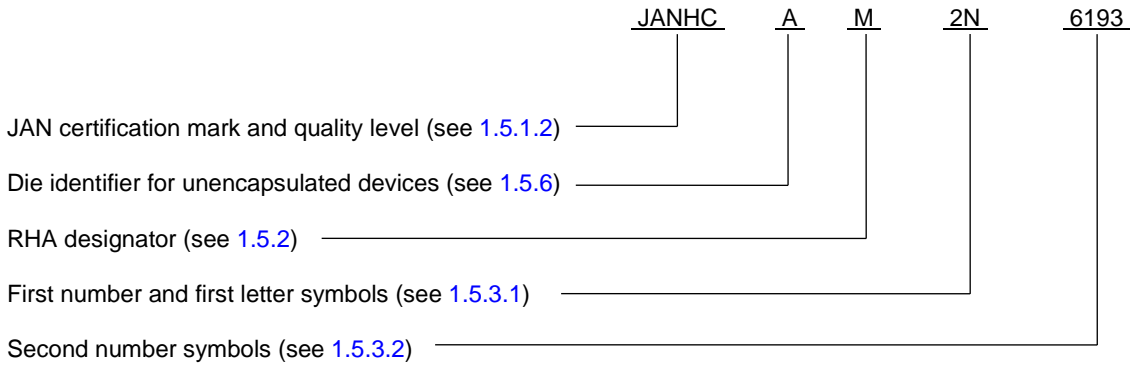 JANHC A M 2N 6193
JAN certification mark and quality level (see 1.5.1.2)
Die identifier for unencapsulated devices (see 1.5.6)
RHA designator (see 1.5.2)
First number and first letter symbols (see 1.5.3.1)
Second number symbols (see 1.5.3.2)